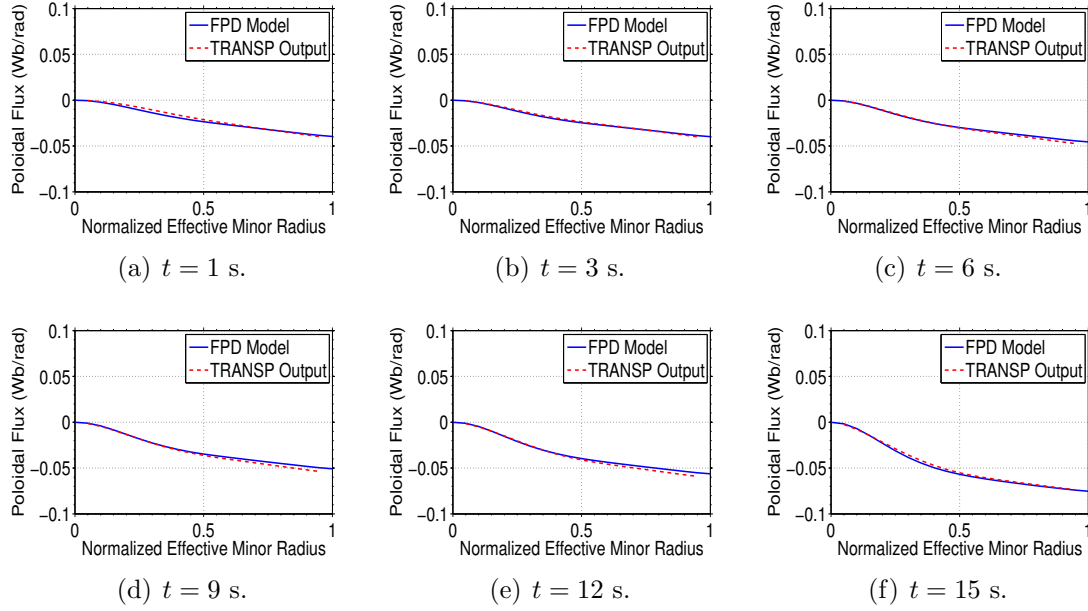 0.1
0.05
0
−0.05
−0.1
Poloidal Flux (Wb/rad)
FPD Model
TRANSP Output
0 0.5 1
Normalized Effective Minor Radius
(a) t = 1 s.
0.1
0.05
0
−0.05
−0.1
Poloidal Flux (Wb/rad)
FPD Model
TRANSP Output
0 0.5 1
Normalized Effective Minor Radius
(b) t = 3 s.
0.1
0.05
0
−0.05
−0.1
Poloidal Flux (Wb/rad)
FPD Model
TRANSP Output
0 0.5 1
Normalized Effective Minor Radius
(c) t = 6 s.
0.1
0.05
0
−0.05
−0.1
Poloidal Flux (Wb/rad)
FPD Model
TRANSP Output
0 0.5 1
Normalized Effective Minor Radius
(d) t = 9 s.
0.1
0.05
0
−0.05
−0.1
Poloidal Flux (Wb/rad)
FPD Model
TRANSP Output
0 0.5 1
Normalized Effective Minor Radius
(e) t = 12 s.
0.1
0.05
0
−0.05
−0.1
Poloidal Flux (Wb/rad)
FPD Model
TRANSP Output
0 0.5 1
Normalized Effective Minor Radius
(f) t = 15 s.